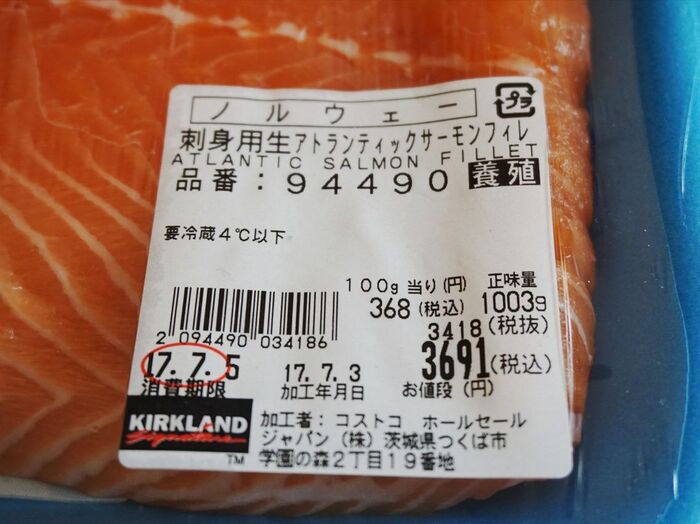 ノルウェー
プラ
刺身用生アトランティックサーモンフィレ
ATLANTIC SALMON FILLET
品番：94490 養殖
要冷蔵4℃以下
100g当り(円) 正味量
368(税込) 1003g
3418(税抜)
2 094490 034186
3691(税込)
17.7.5 17.7.3
消費期限 加工年月日 お値段(円)
KIRKLAND
Signature
TM
加工者：コストコ ホールセール
ジャパン(株)茨城県つくば市
学園の森2丁目19番地